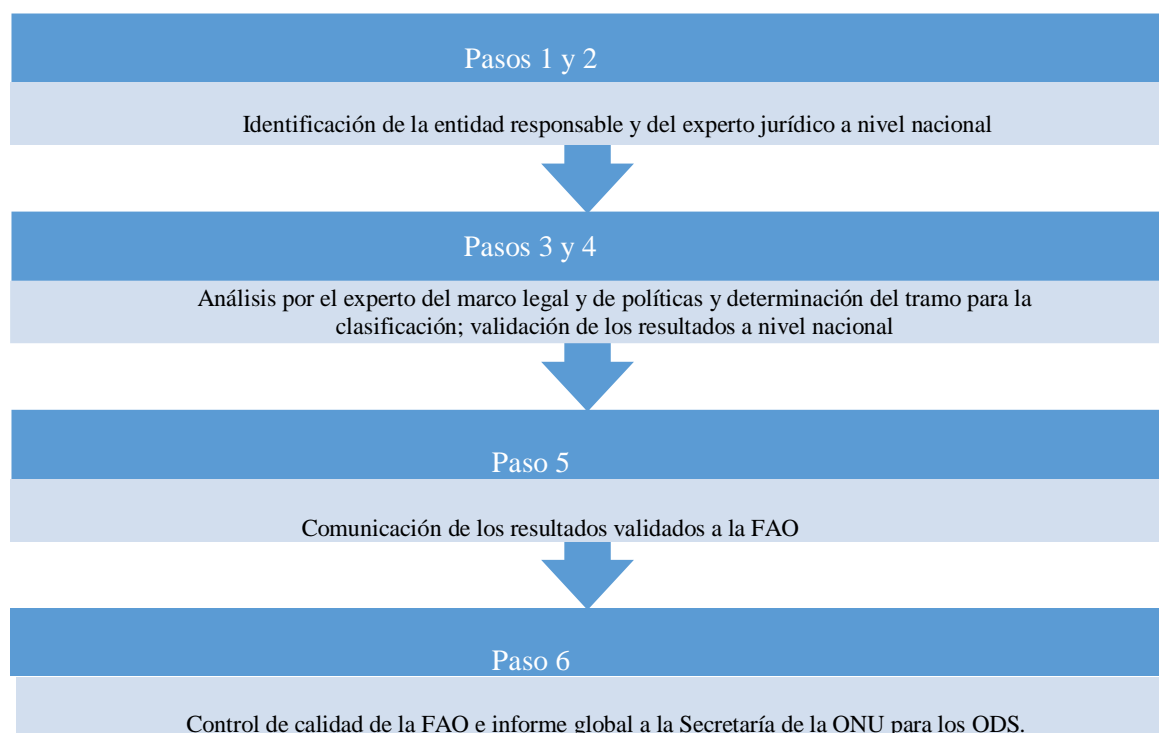 Pasos 1 y 2
Identificación de la entidad responsable y del experto jurídico a nivel nacional
Pasos 3 y 4
Análisis por el experto del marco legal y de políticas y determinación del tramo para la
clasificación; validación de los resultados a nivel nacional
Paso 5
Comunicación de los resultados validados a la FAO
Paso 6
Control de calidad de la FAO e informe global a la Secretaría de la ONU para los ODS.